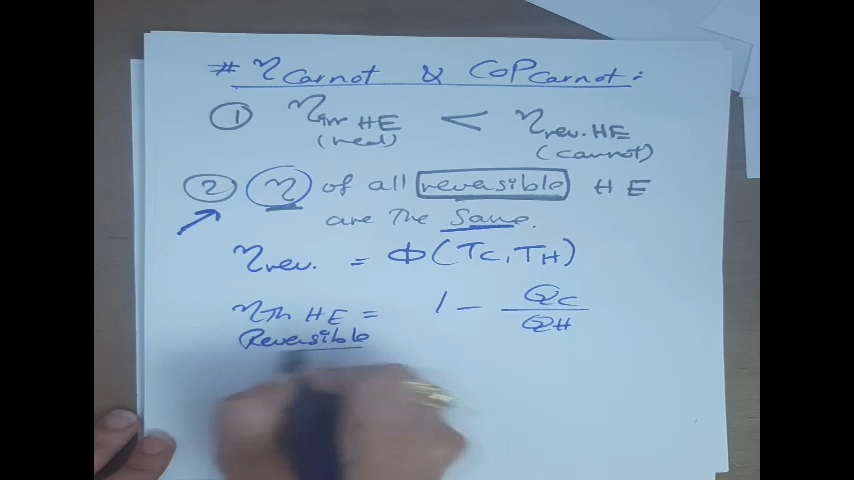 # η Carnot & COP Carnot:
① η irr HE < η rev. HE
(real) (Carnot)
② η of all reversible HE
are The Same.
η rev. = Φ(TC, TH)
η Th HE = 1 - QC/QH
Reversible